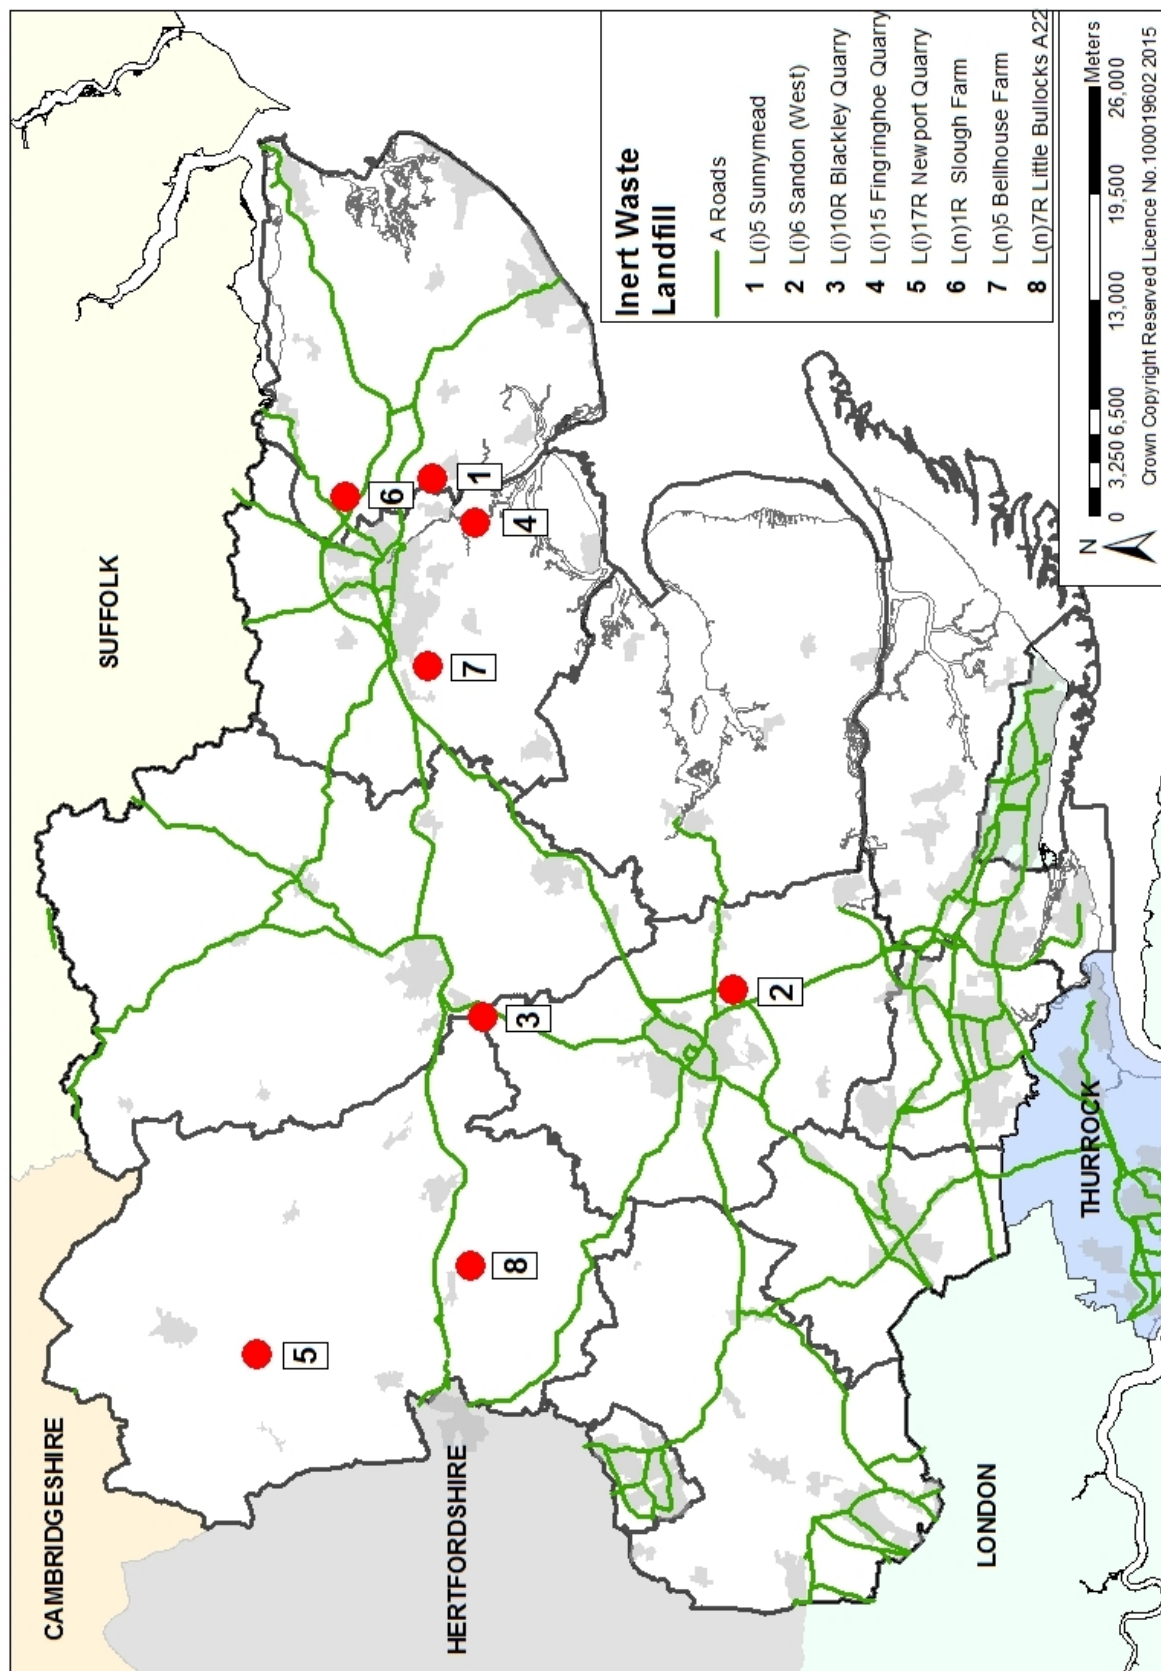 CAMBRIDGESHIRE
SUFFOLK
HERTFORDSHIRE
LONDON
THURROCK
5
8
3
2
7
6
1
4
Inert Waste
Landfill
A Roads
1 L(i)5 Sunnymead
2 L(i)6 Sandon (West)
3 L(i)10R Blackley Quarry
4 L(i)15 Fingringhoe Quarry
5 L(i)17R Newport Quarry
6 L(n)1R Slough Farm
7 L(n)5 Bellhouse Farm
8 L(n)7R Little Bullocks A22
N
0 3,250 6,500 13,000 19,500 26,000
Meters
Crown Copyright Reserved Licence No. 100019602 2015